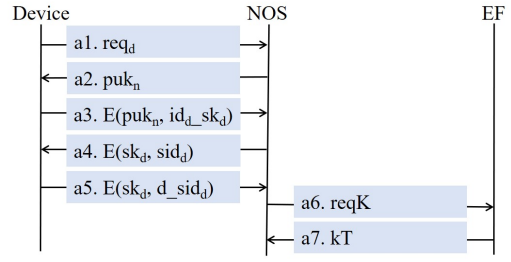 Device NOS EF
a1. req_d
a2. puk_n
a3. E(puk_n, id_d_sk_d)
a4. E(sk_d, sid_d)
a5. E(sk_d, d_sid_d)
a6. reqK
a7. kT